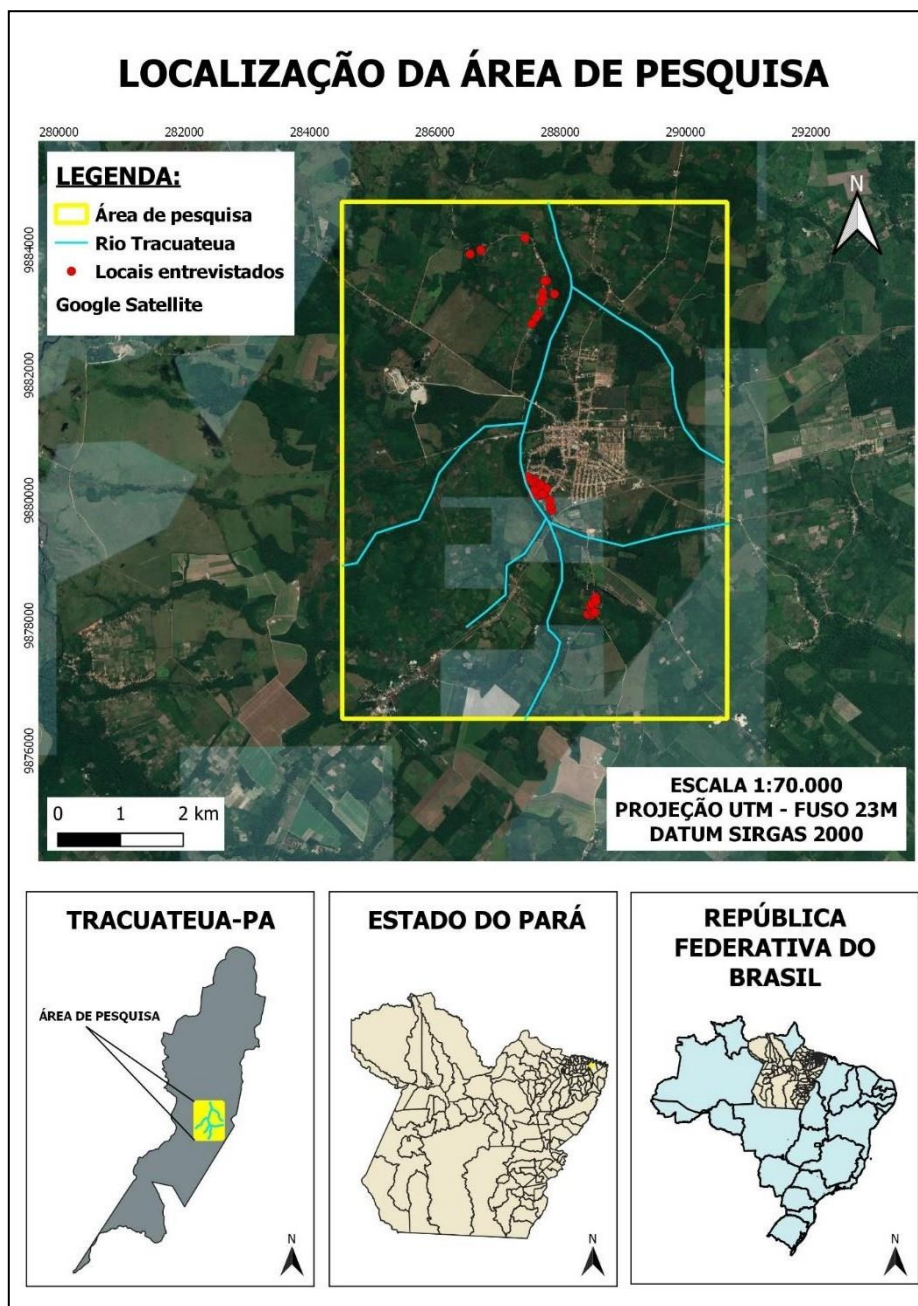 LOCALIZAÇÃO DA ÁREA DE PESQUISA
280000 282000 284000 286000 288000 290000 292000
LEGENDA:
Área de pesquisa
Rio Tracuateua
Locais entrevistados
Google Satellite
N
9884000
9882000
9880000
9878000
9876000
0 1 2 km
ESCALA 1:70.000
PROJEÇÃO UTM - FUSO 23M
DATUM SIRGAS 2000
TRACUATEUA-PA
ÁREA DE PESQUISA
N
ESTADO DO PARÁ
N
REPÚBLICA
FEDERATIVA DO
BRASIL
N